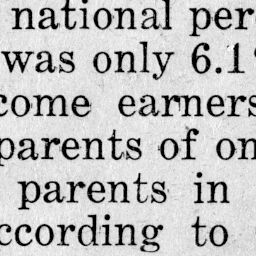 national per
was only 6.1
come earners
parents of on
parents in
ccording to